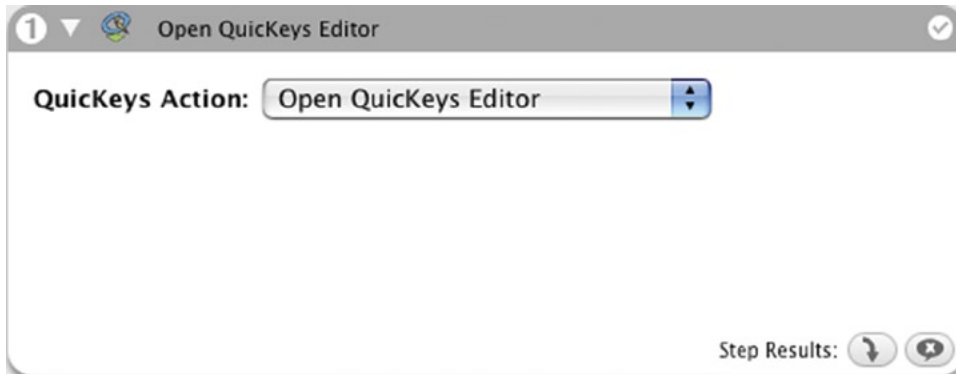 1 Open QuicKeys Editor
QuicKeys Action: Open QuicKeys Editor
Step Results: